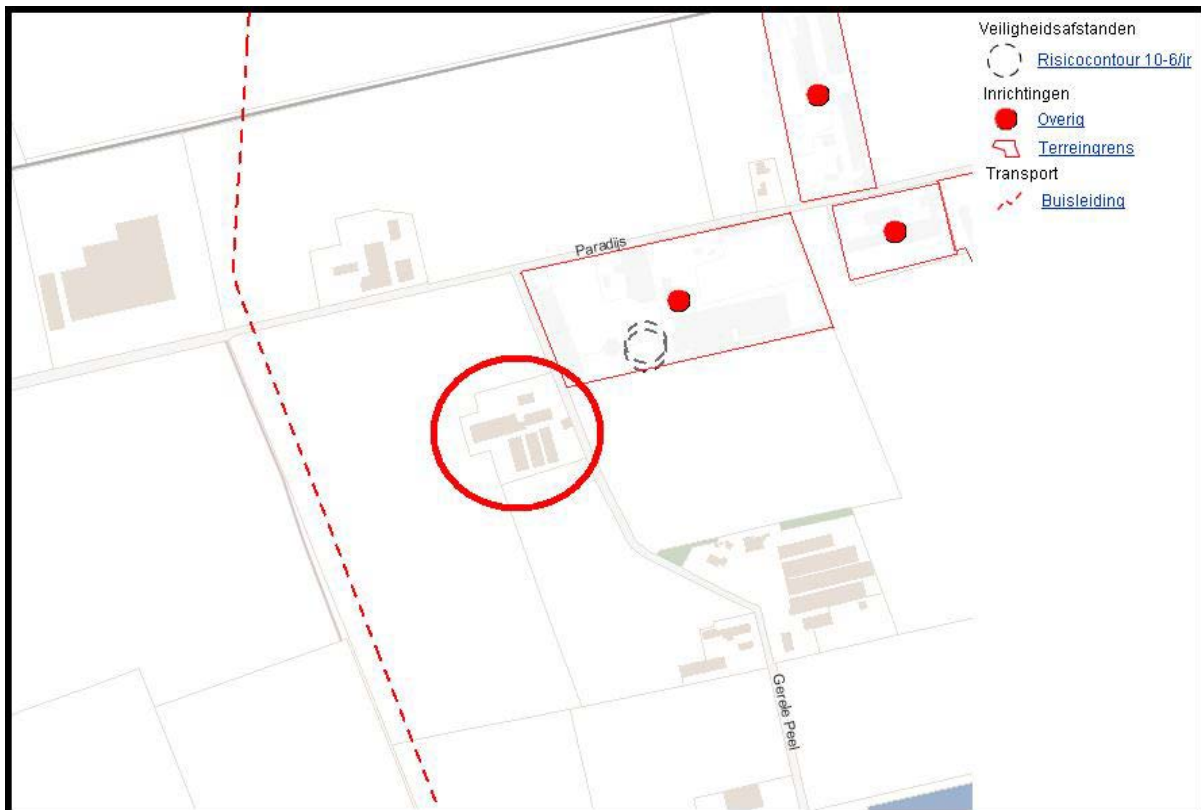 Veiligheidsafstanden
Risicocontour 10-6/jr
Inrichtingen
Overig
Terreingrens
Transport
Buisleiding
Paradijs
Gerele Peel